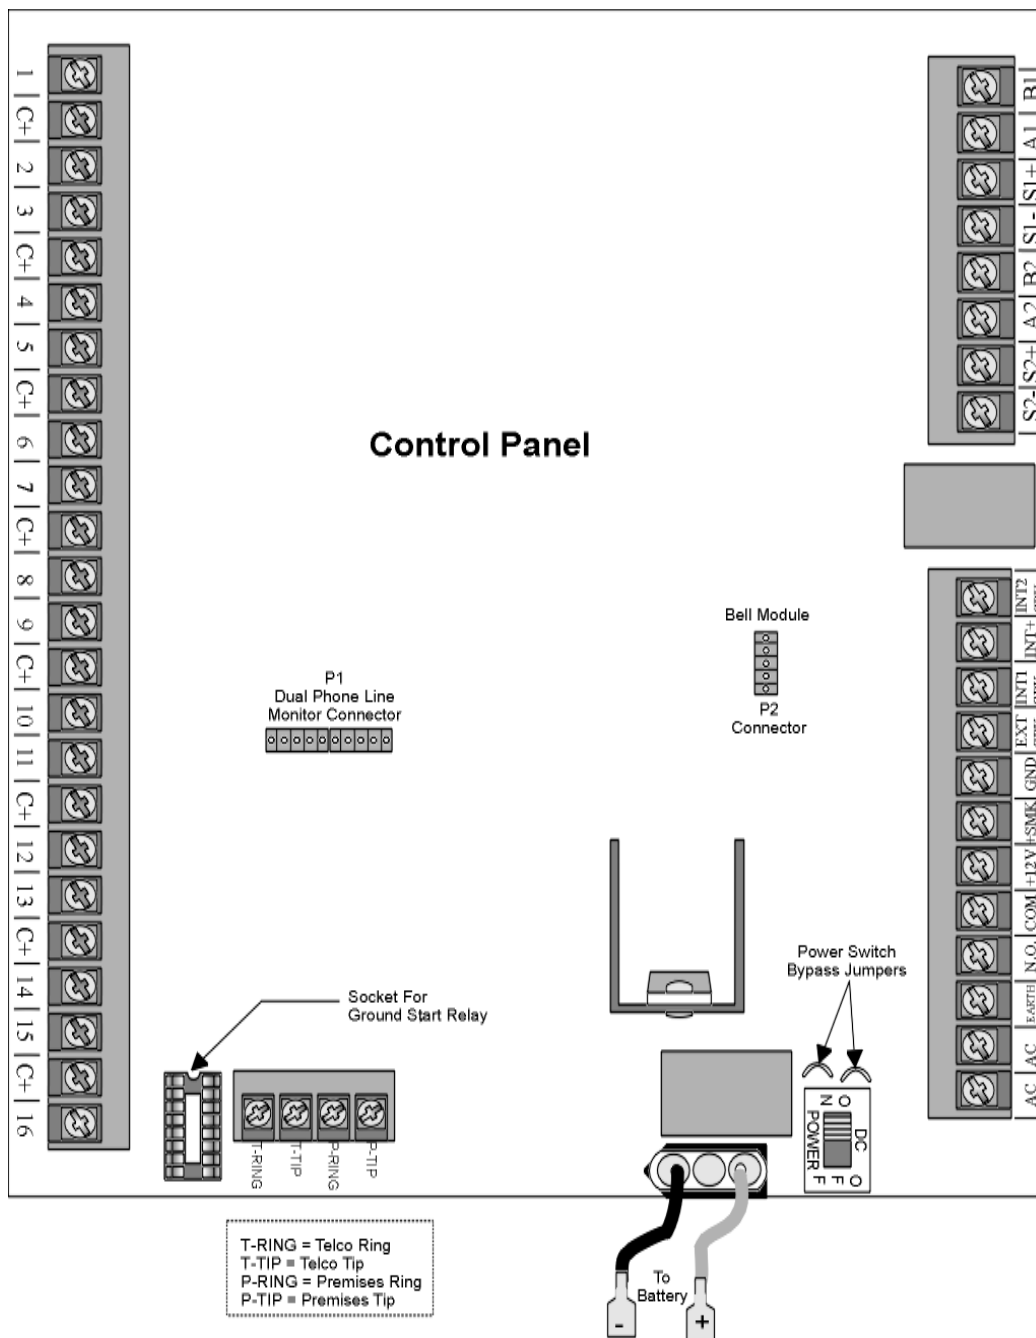 1
C+
2
3
C+
4
5
C+
6
7
C+
8
9
C+
10
11
C+
12
13
C+
14
15
C+
16
Control Panel
P1
Dual Phone Line
Monitor Connector
Bell Module
P2
Connector
Socket For
Ground Start Relay
Power Switch
Bypass Jumpers
T-RING
T-TIP
P-RING
P-TIP
ON
DC
POWER
OFF
B1
A1
S1+
S1-
B2
A2
S2+
S2-
INT2
INT+
INT1
EXT
GND
+SMK
+12V
COM
N.O.
EARTH
AC
AC
T-RING = Telco Ring
T-TIP = Telco Tip
P-RING = Premises Ring
P-TIP = Premises Tip
To
Battery
-
+